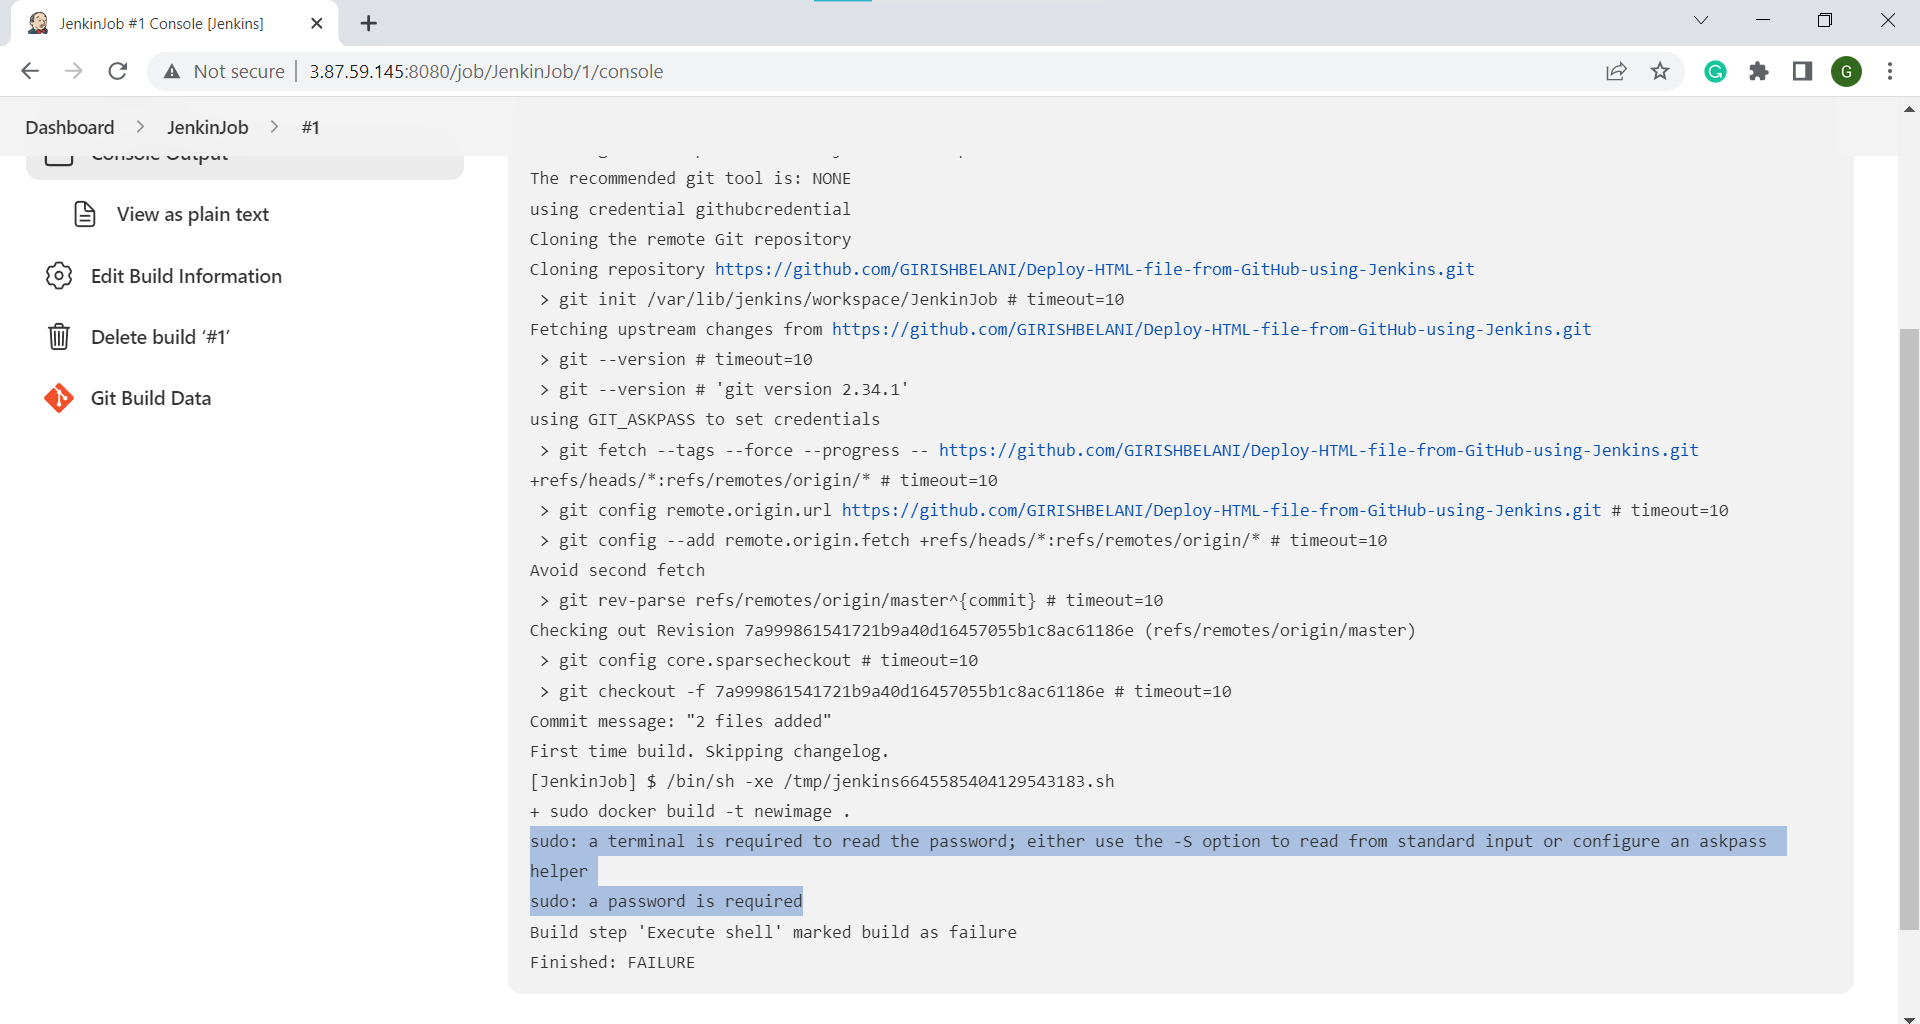 JenkinJob #1 Console [Jenkins]
Not secure
3.87.59.145:8080/job/JenkinJob/1/console
G
G
Dashboard
JenkinJob
#1
Console Output
View as plain text
Edit Build Information
Delete build ‘#1’
Git Build Data
The recommended git tool is: NONE
using credential githubcredential
Cloning the remote Git repository
Cloning repository https://github.com/GIRISHBELANI/Deploy-HTML-file-from-GitHub-using-Jenkins.git
> git init /var/lib/jenkins/workspace/JenkinJob # timeout=10
Fetching upstream changes from https://github.com/GIRISHBELANI/Deploy-HTML-file-from-GitHub-using-Jenkins.git
> git --version # timeout=10
> git --version # 'git version 2.34.1'
using GIT_ASKPASS to set credentials
> git fetch --tags --force --progress -- https://github.com/GIRISHBELANI/Deploy-HTML-file-from-GitHub-using-Jenkins.git
+refs/heads/*:refs/remotes/origin/* # timeout=10
> git config remote.origin.url https://github.com/GIRISHBELANI/Deploy-HTML-file-from-GitHub-using-Jenkins.git # timeout=10
> git config --add remote.origin.fetch +refs/heads/*:refs/remotes/origin/* # timeout=10
Avoid second fetch
> git rev-parse refs/remotes/origin/master^{commit} # timeout=10
Checking out Revision 7a999861541721b9a40d16457055b1c8ac61186e (refs/remotes/origin/master)
> git config core.sparsecheckout # timeout=10
> git checkout -f 7a999861541721b9a40d16457055b1c8ac61186e # timeout=10
Commit message: "2 files added"
First time build. Skipping changelog.
[JenkinJob] $ /bin/sh -xe /tmp/jenkins6645585404129543183.sh
+ sudo docker build -t newimage .
sudo: a terminal is required to read the password; either use the -S option to read from standard input or configure an askpass
helper
sudo: a password is required
Build step 'Execute shell' marked build as failure
Finished: FAILURE